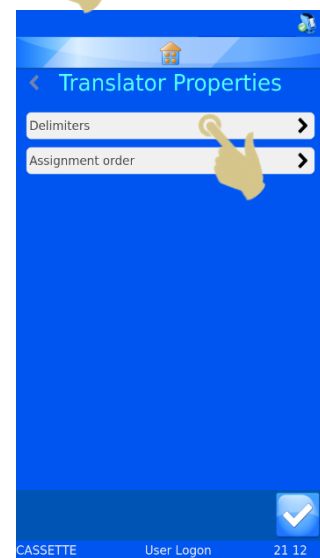 Translator Properties
Delimiters
Assignment order
CASSETTE User Logon 21 12